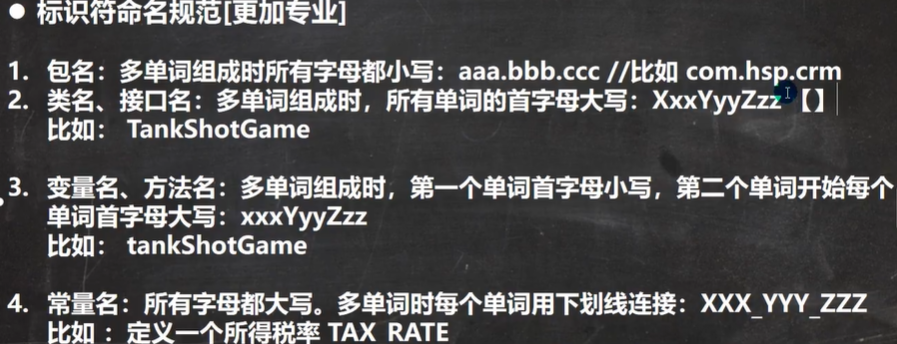 ● 标识符命名规范[更加专业]
1. 包名：多单词组成时所有字母都小写：aaa.bbb.ccc //比如 com.hsp.crm
2. 类名、接口名：多单词组成时，所有单词的首字母大写：XxxYyyZzz 【】
比如： TankShotGame
3. 变量名、方法名：多单词组成时，第一个单词首字母小写，第二个单词开始每个
单词首字母大写：xxxYyyZzz
比如： tankShotGame
4. 常量名：所有字母都大写。多单词时每个单词用下划线连接：XXX_YYY_ZZZ
比如 ：定义一个所得税率 TAX_RATE